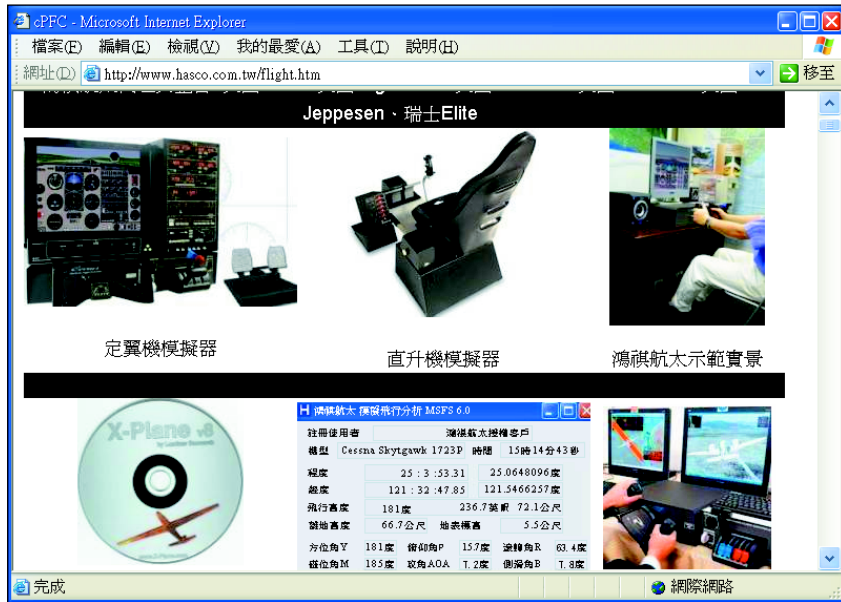 cPFC - Microsoft Internet Explorer
檔案(F) 編輯(E) 檢視(V) 我的最愛(A) 工具(T) 說明(H)
網址(D) http://www.hasco.com.tw/flight.htm 移至
Jeppesen、瑞士Elite
定翼機模擬器
直升機模擬器
鴻祺航太示範實景
X-Plane v8
www.X-Plane.com
鴻祺航太 模擬飛行分析 MSFS 6.0
註冊使用者 鴻祺航太授權客戶
機型 Cessna Skytgawk 1723P 時間 15時14分43秒
25 : 3 :53.31 25.0648096度
經度 121 : 32 :47.85 121.5466257度
飛行高度 181度 236.7英呎 72.1公尺
離地高度 66.7公尺 地表標高 5.5公尺
方位角Y 181度 俯仰角P 15.7度 滾轉角R 63.4度
磁位角M 185度 攻角AOA 7.2度 側滑角B 7.8度
完成 網際網路